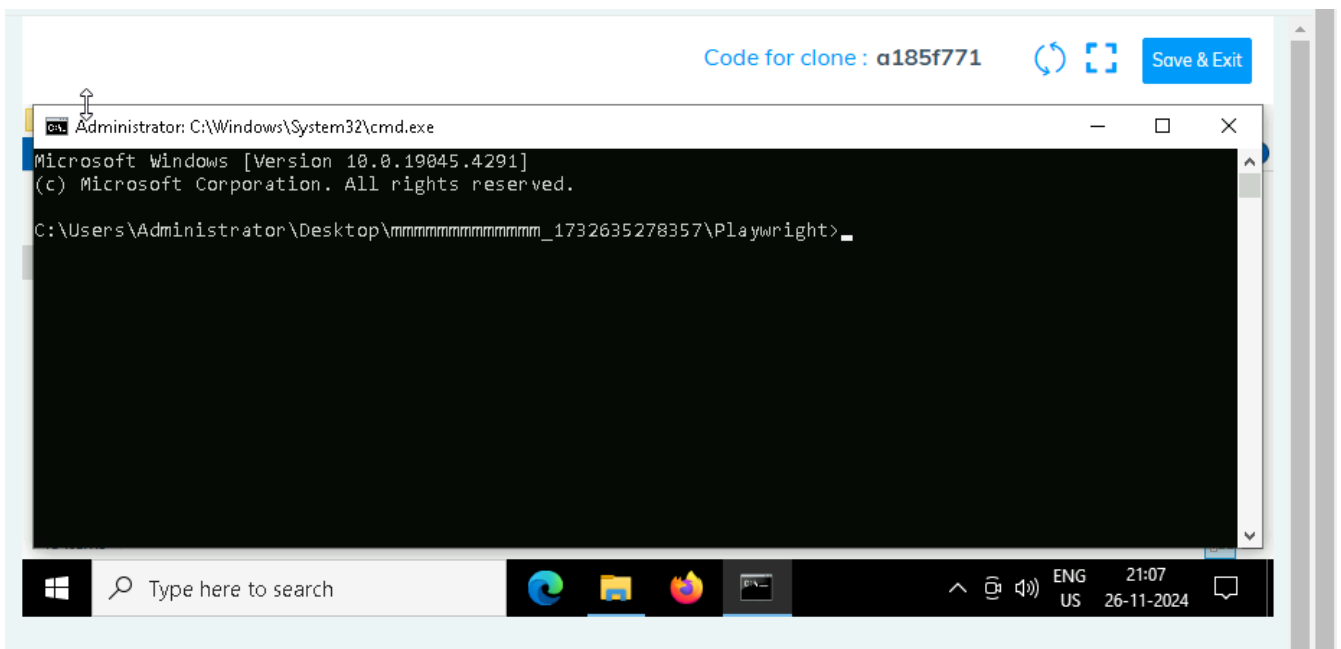 Code for clone : a185f771
Save & Exit
Administrator: C:\Windows\System32\cmd.exe
Microsoft Windows [Version 10.0.19045.4291]
(c) Microsoft Corporation. All rights reserved.
C:\Users\Administrator\Desktop\mmmmmmmmmmmmm_1732635278357\Playwright>
Type here to search
ENG
US
21:07
26-11-2024